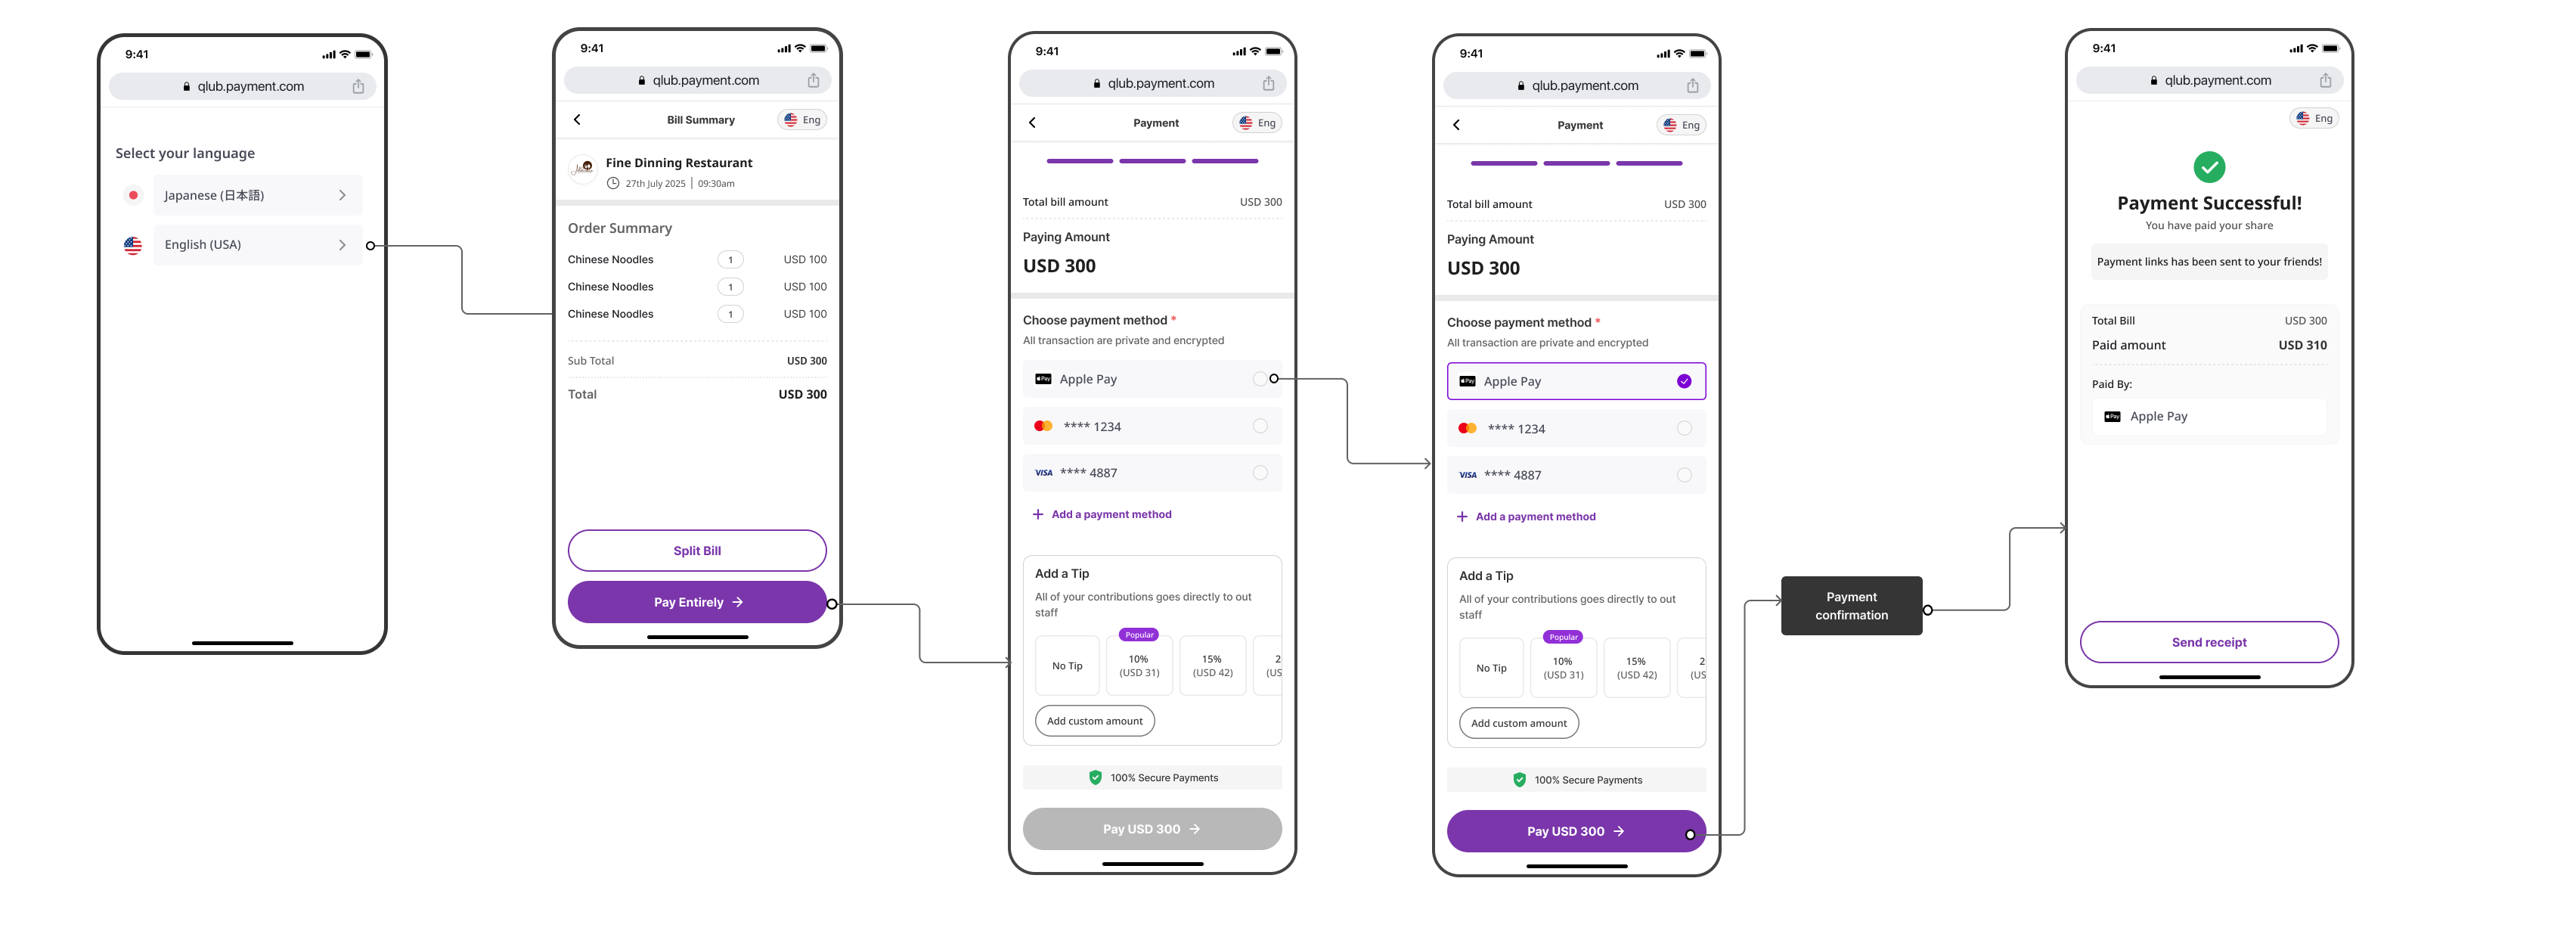 9:41
qlub.payment.com
Select your language
Japanese (日本語)
English (USA)
9:41
qlub.payment.com
Bill Summary
Eng
Fine Dinning Restaurant
27th July 2025 | 09:30am
Order Summary
Chinese Noodles 1 USD 100
Chinese Noodles 1 USD 100
Chinese Noodles 1 USD 100
Sub Total USD 300
Total USD 300
Split Bill
Pay Entirely
9:41
qlub.payment.com
Payment
Eng
Total bill amount USD 300
Paying Amount
USD 300
Choose payment method *
All transaction are private and encrypted
Pay Apple Pay
**** 1234
VISA **** 4887
+ Add a payment method
Add a Tip
All of your contributions goes directly to out
staff
Popular
No Tip
10%
(USD 31)
15%
(USD 42)
2
(US
Add custom amount
100% Secure Payments
Pay USD 300
9:41
qlub.payment.com
Payment
Eng
Total bill amount USD 300
Paying Amount
USD 300
Choose payment method *
All transaction are private and encrypted
Pay Apple Pay
**** 1234
VISA **** 4887
+ Add a payment method
Add a Tip
All of your contributions goes directly to out
staff
Popular
No Tip
10%
(USD 31)
15%
(USD 42)
2
(US
Add custom amount
100% Secure Payments
Pay USD 300
Payment
confirmation
9:41
qlub.payment.com
Eng
Payment Successful!
You have paid your share
Payment links has been sent to your friends!
Total Bill USD 300
Paid amount USD 310
Paid By:
Pay Apple Pay
Send receipt